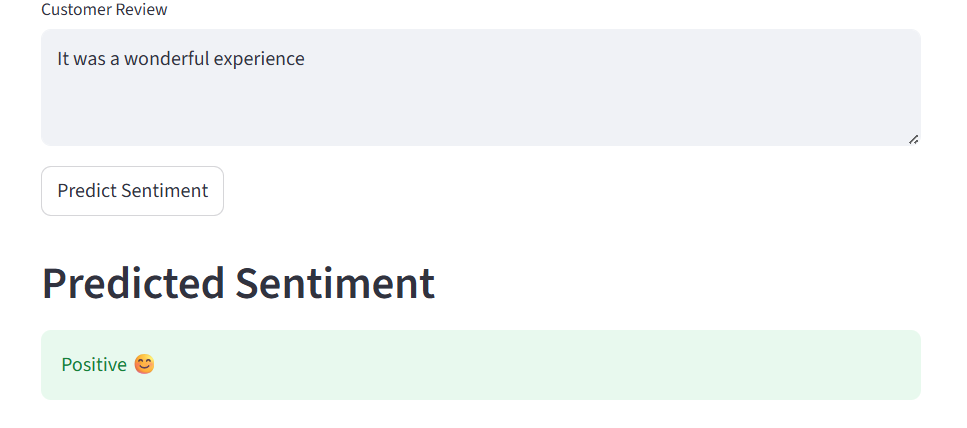 Customer Review
It was a wonderful experience
Predict Sentiment
Predicted Sentiment
Positive 😊